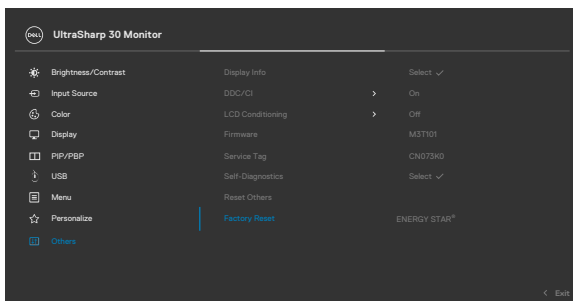 DELL UltraSharp 30 Monitor
Brightness/Contrast Display Info Select ✓
Input Source DDC/CI > On
Color LCD Conditioning > Off
Display Firmware M3T101
PIP/PBP Service Tag CN073K0
USB Self-Diagnostics Select ✓
Menu Reset Others
Personalize Factory Reset ENERGY STAR®
Others
< Exit